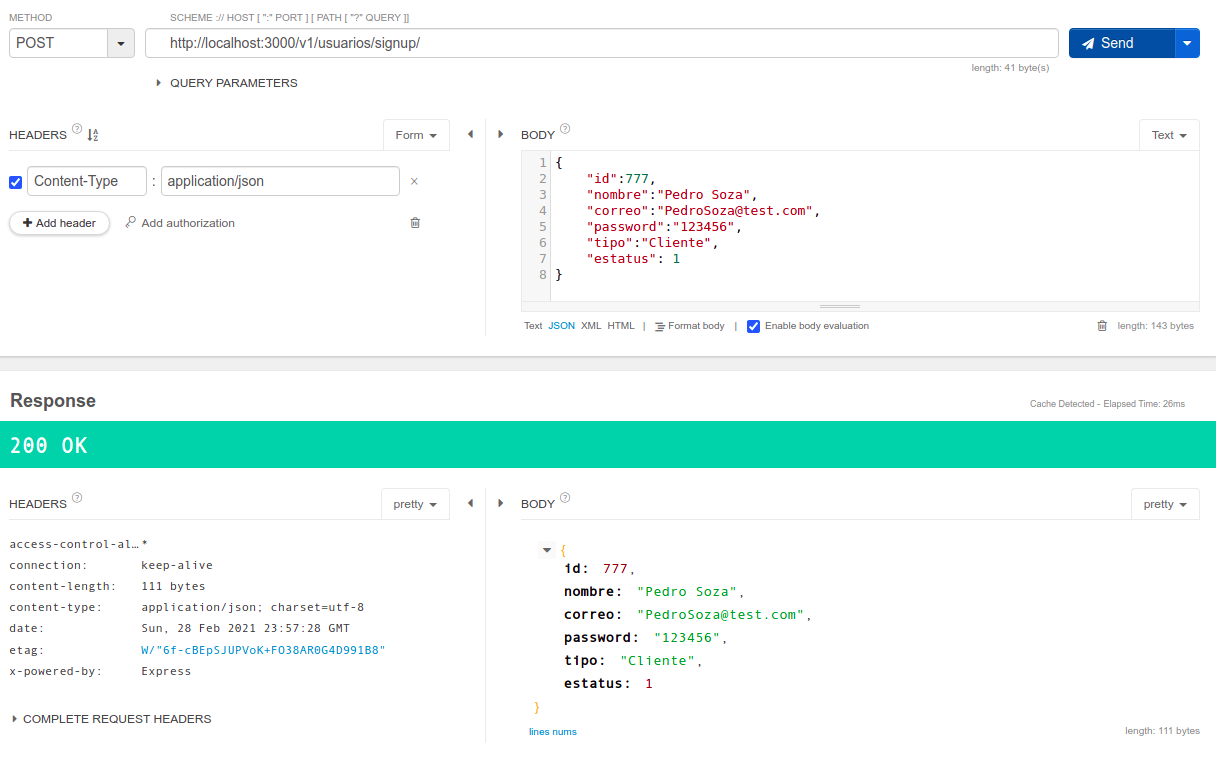 METHOD
SCHEME :// HOST [ ":" PORT ] [ PATH [ "?" QUERY ]]
POST
http://localhost:3000/v1/usuarios/signup/
Send
length: 41 byte(s)
QUERY PARAMETERS
HEADERS ?
Form
BODY ?
Text
Content-Type : application/json ×
+ Add header
Add authorization
1 {
2 "id":777,
3 "nombre":"Pedro Soza",
4 "correo":"PedroSoza@test.com",
5 "password":"123456",
6 "tipo":"Cliente",
7 "estatus": 1
8 }
Text JSON XML HTML | Format body | Enable body evaluation
length: 143 bytes
Response
Cache Detected - Elapsed Time: 26ms
200 OK
HEADERS ?
pretty
BODY ?
pretty
access-control-al… *
connection: keep-alive
content-length: 111 bytes
content-type: application/json; charset=utf-8
date: Sun, 28 Feb 2021 23:57:28 GMT
etag: W/"6f-cBEpSJUPVoK+FO38AR0G4D991B8"
x-powered-by: Express
COMPLETE REQUEST HEADERS
{
id: 777,
nombre: "Pedro Soza",
correo: "PedroSoza@test.com",
password: "123456",
tipo: "Cliente",
estatus: 1
}
lines nums
length: 111 bytes